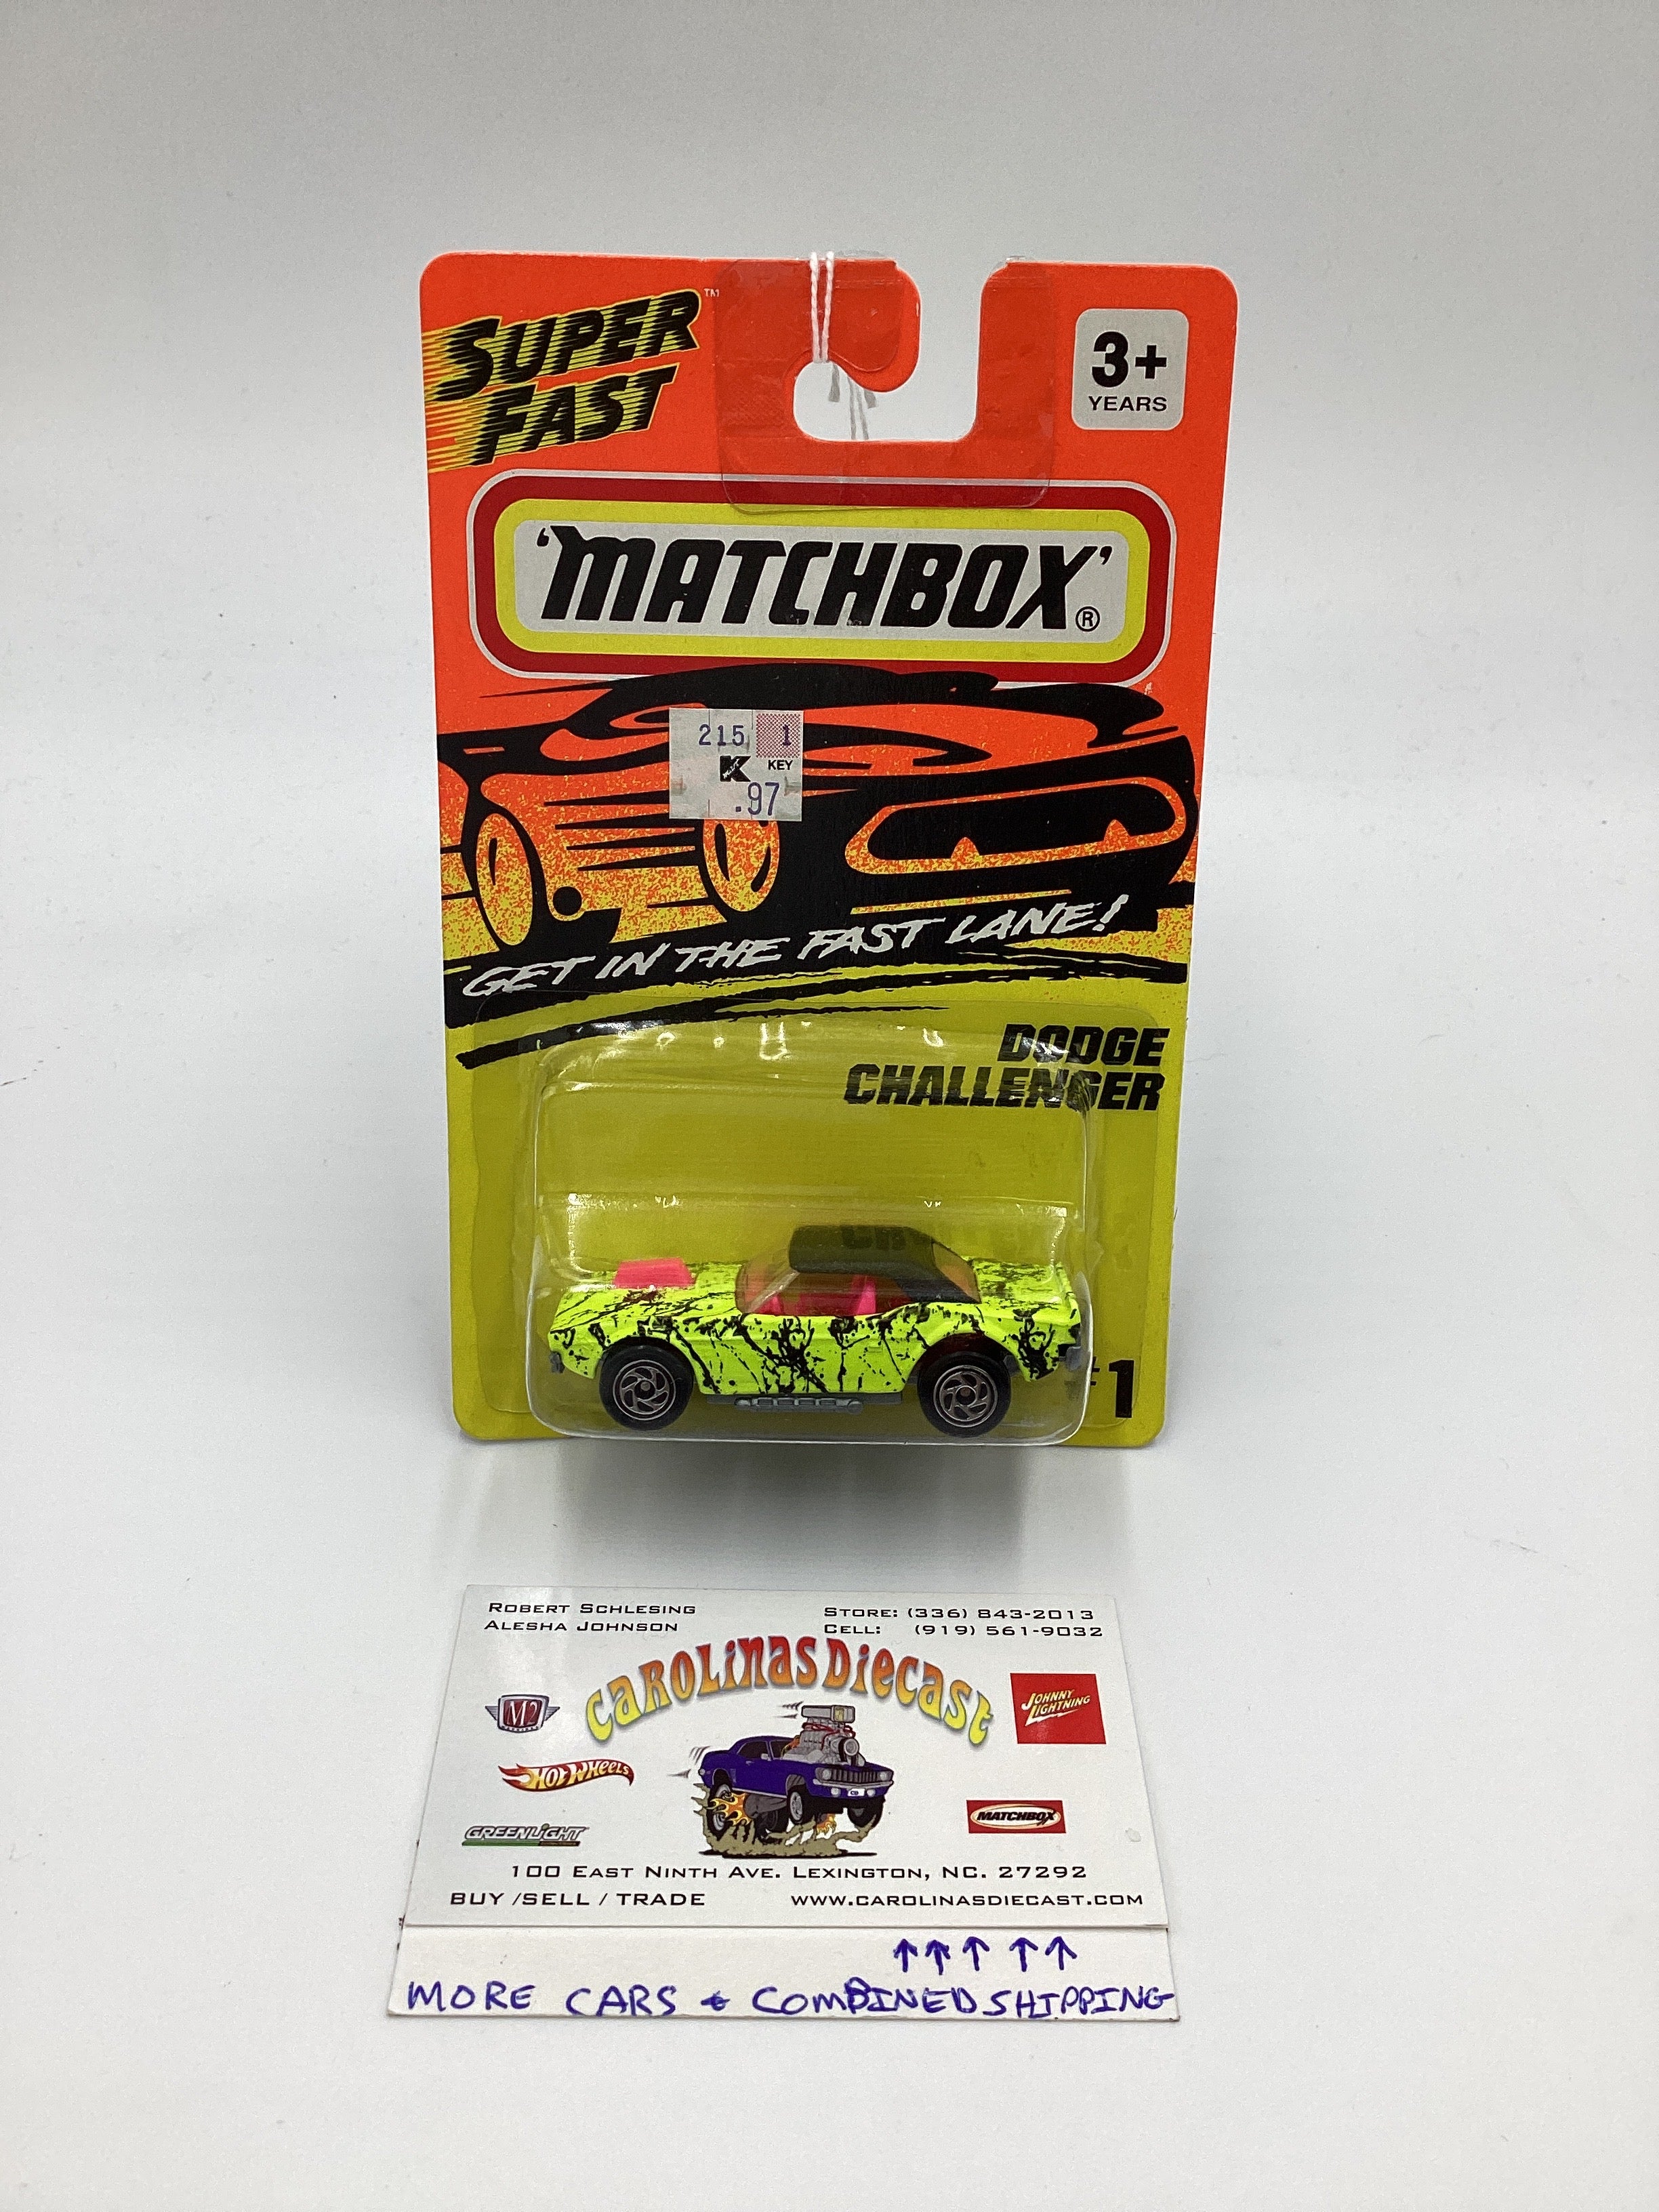 SUPER FAST™
3+
YEARS
'MATCHBOX'®
215 1
K KEY
.97
GET IN THE FAST LANE!
DODGE
CHALLENGER
#1
ROBERT SCHLESING
ALESHA JOHNSON
STORE: (336) 843-2013
CELL: (919) 561-9032
CAROLINAS DIECAST
M2
JOHNNY LIGHTNING
HOT WHEELS
MATCHBOX
GREENLIGHT
100 EAST NINTH AVE. LEXINGTON, NC. 27292
BUY /SELL / TRADE
WWW.CAROLINASDIECAST.COM
↑↑↑ ↑↑
MORE CARS & COMBINED SHIPPING